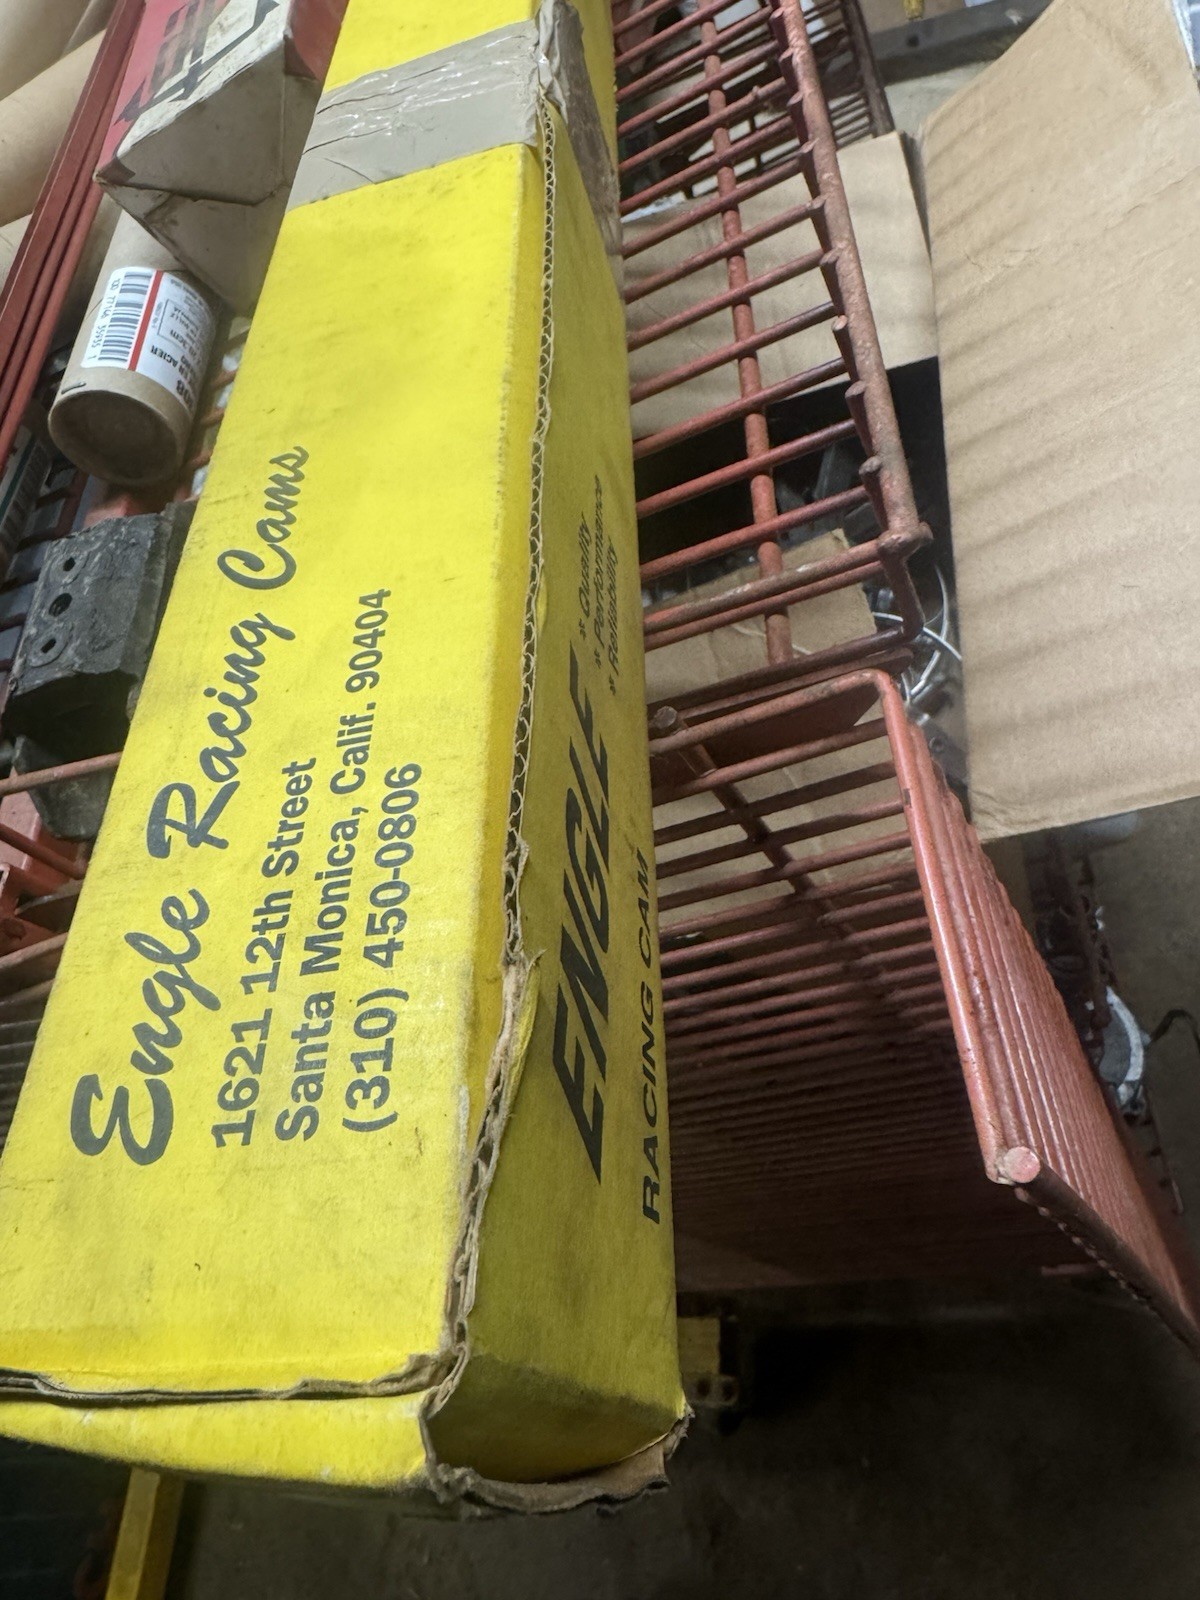 Engle Racing Cams
1621 12th Street
Santa Monica, Calif. 90404
(310) 450-0806
ENGLE
RACING CAM
* Quality
* Performance
* Reliability
ACIER